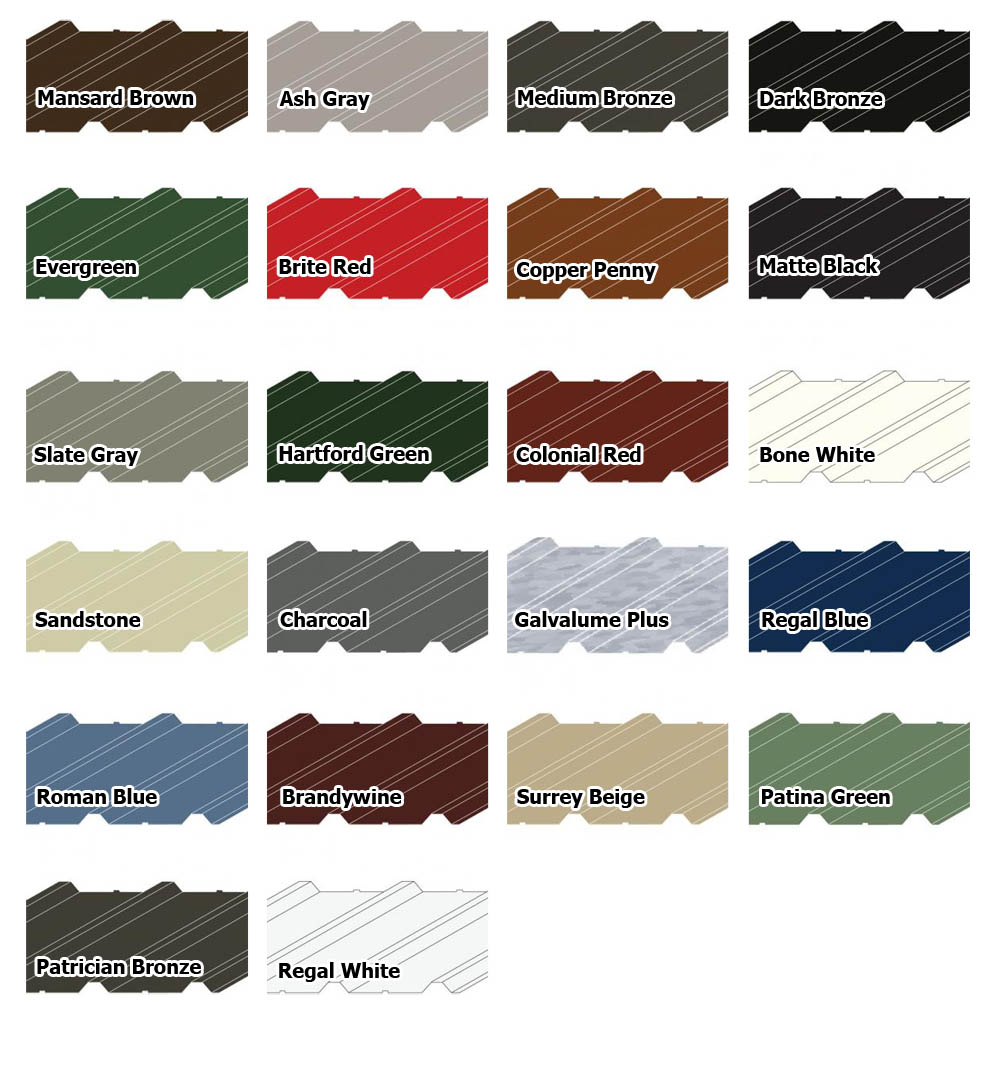 Mansard Brown
Ash Gray
Medium Bronze
Dark Bronze
Evergreen
Brite Red
Copper Penny
Matte Black
Slate Gray
Hartford Green
Colonial Red
Bone White
Sandstone
Charcoal
Galvalume Plus
Regal Blue
Roman Blue
Brandywine
Surrey Beige
Patina Green
Patrician Bronze
Regal White